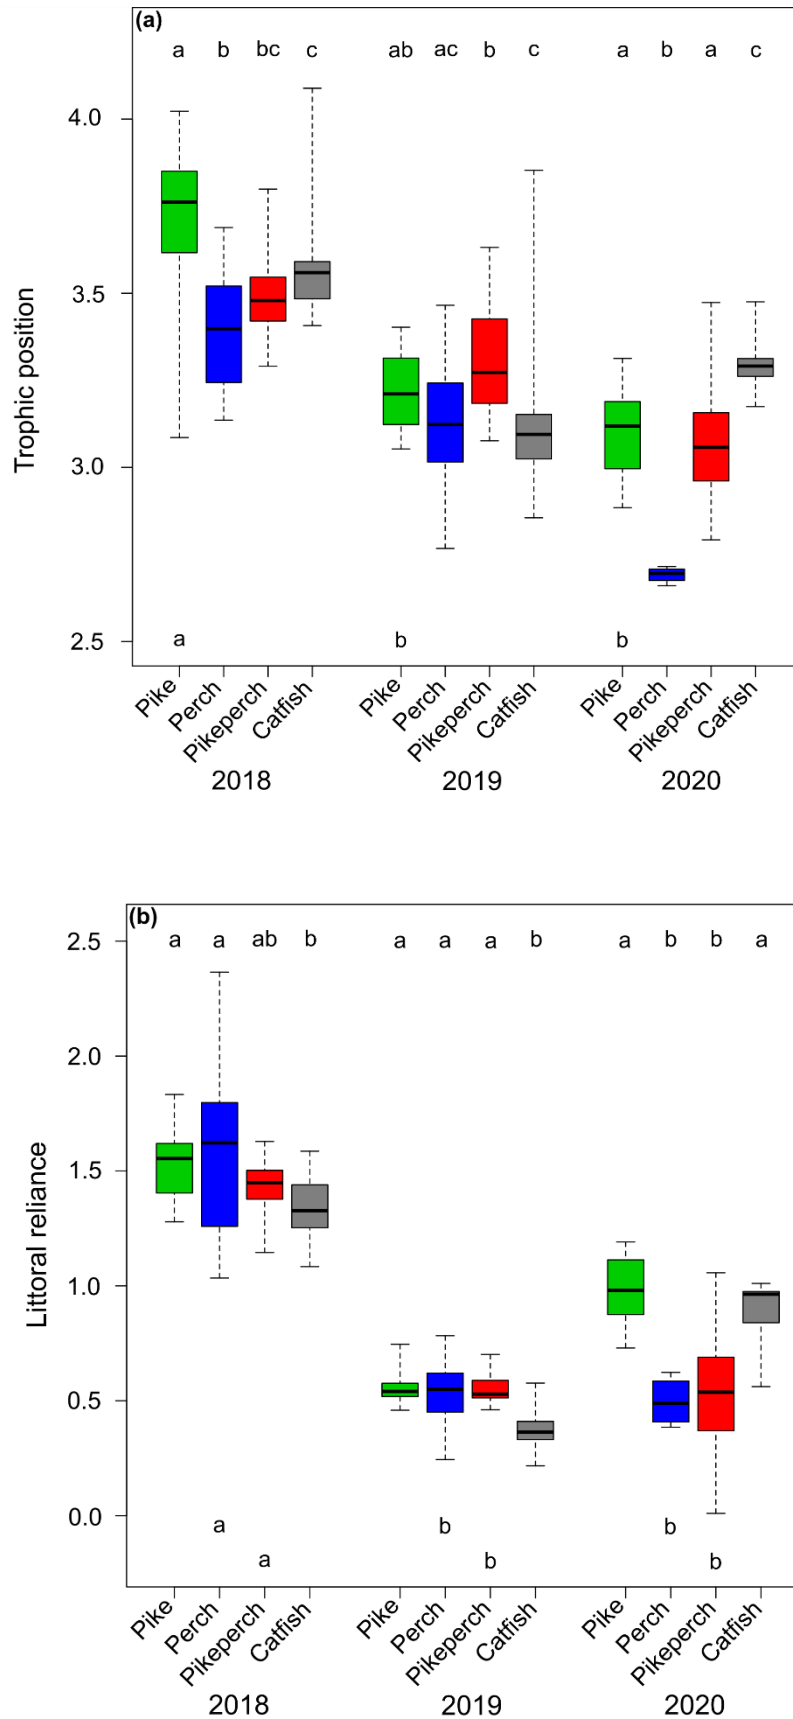 (a)
a b bc c ab ac b c a b a c
4.0
3.5
3.0
2.5
Trophic position
a b b
Pike Perch Pikeperch Catfish Pike Perch Pikeperch Catfish Pike Perch Pikeperch Catfish
2018 2019 2020
(b)
a a ab b a a a b a b b a
2.5
2.0
1.5
1.0
0.5
0.0
Littoral reliance
a b b
a b b
Pike Perch Pikeperch Catfish Pike Perch Pikeperch Catfish Pike Perch Pikeperch Catfish
2018 2019 2020